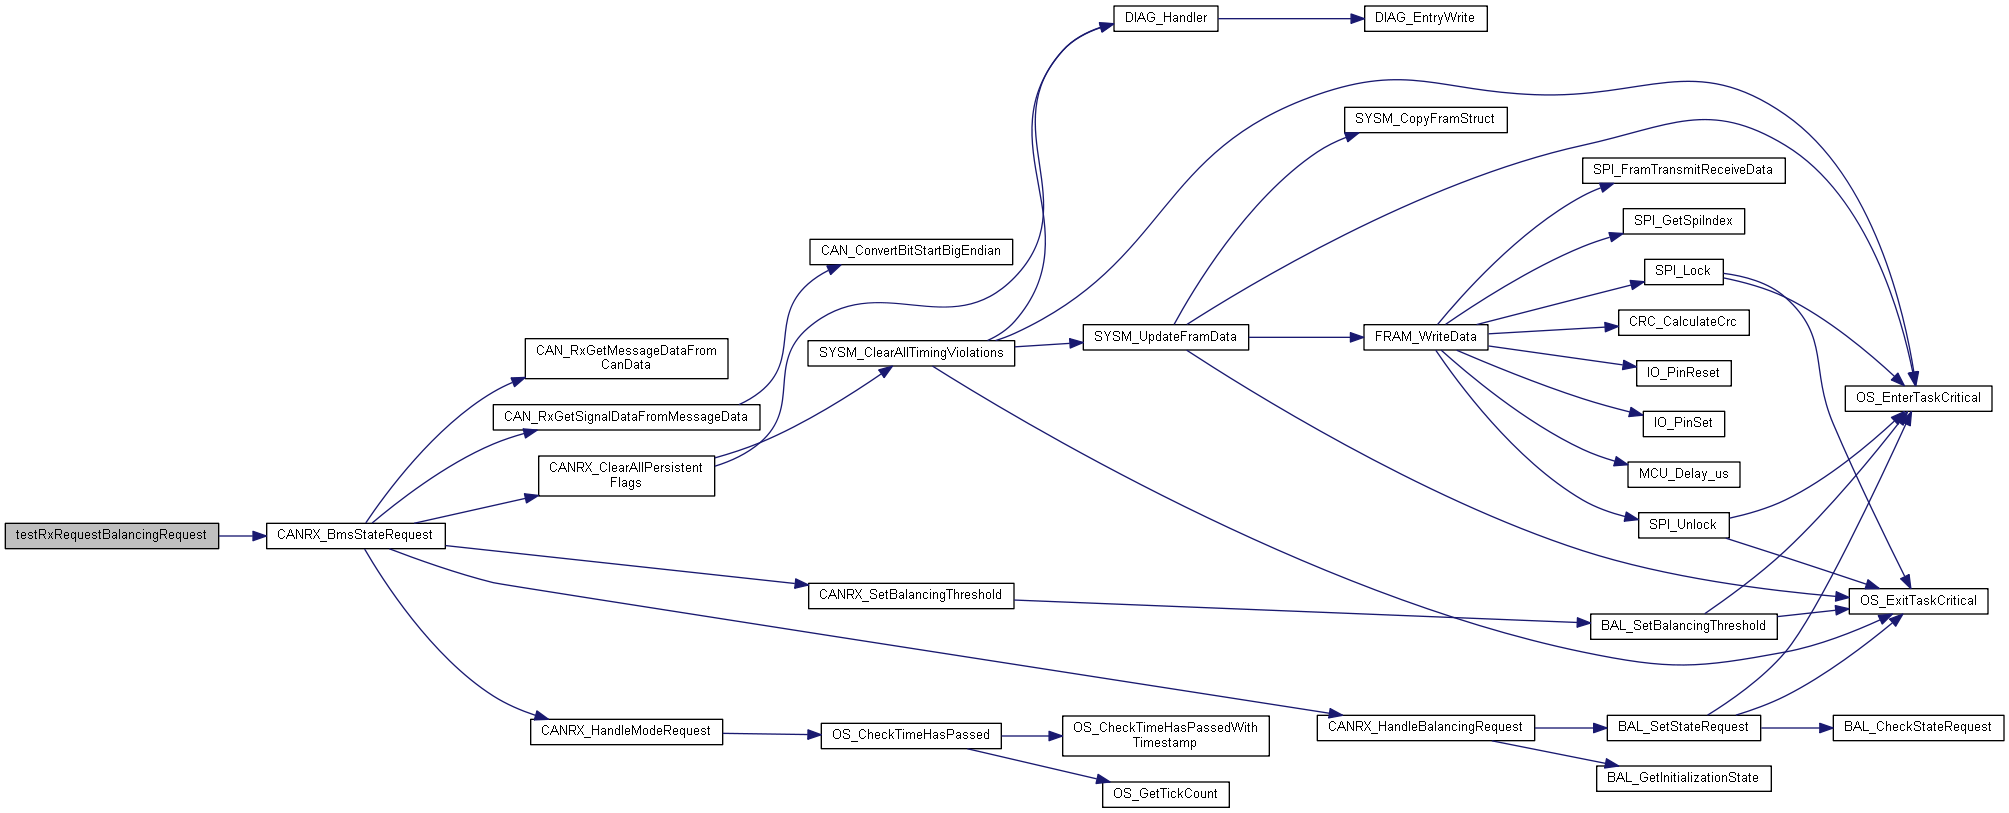 DIAG_Handler
DIAG_EntryWrite
SYSM_CopyFramStruct
SPI_FramTransmitReceiveData
SPI_GetSpiIndex
CAN_ConvertBitStartBigEndian
SPI_Lock
CRC_CalculateCrc
SYSM_UpdateFramData
FRAM_WriteData
CAN_RxGetMessageDataFrom
CanData
SYSM_ClearAllTimingViolations
IO_PinReset
OS_EnterTaskCritical
CAN_RxGetSignalDataFromMessageData
IO_PinSet
CANRX_ClearAllPersistent
Flags
MCU_Delay_us
SPI_Unlock
testRxRequestBalancingRequest
CANRX_BmsStateRequest
CANRX_SetBalancingThreshold
OS_ExitTaskCritical
BAL_SetBalancingThreshold
CANRX_HandleModeRequest
OS_CheckTimeHasPassed
OS_CheckTimeHasPassedWith
Timestamp
CANRX_HandleBalancingRequest
BAL_SetStateRequest
BAL_CheckStateRequest
BAL_GetInitializationState
OS_GetTickCount